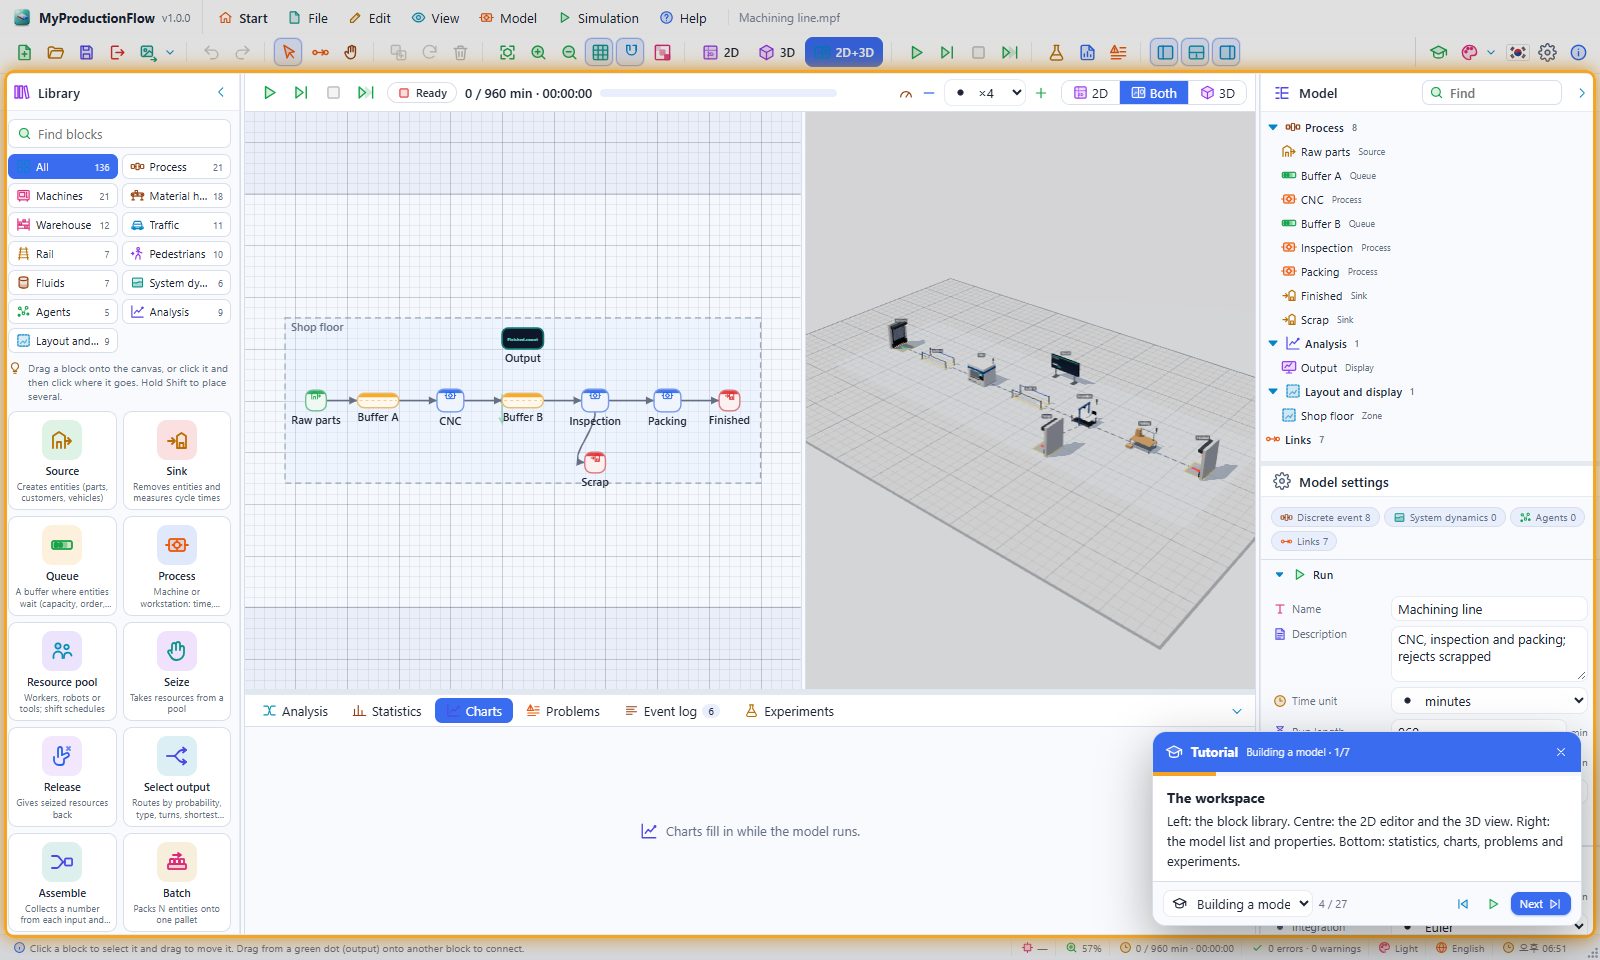 MyProductionFlow v1.0.0
Start
File
Edit
View
Model
Simulation
Help
Machining line.mpf
2D
3D
2D+3D
Library
Find blocks
All 136
Process 21
Machines 21
Material h... 18
Warehouse 12
Traffic 11
Rail 7
Pedestrians 10
Fluids 7
System dy... 6
Agents 5
Analysis 9
Layout and... 9
Drag a block onto the canvas, or click it and
then click where it goes. Hold Shift to place
several.
Source
Creates entities (parts,
customers, vehicles)
Sink
Removes entities and
measures cycle times
Queue
A buffer where entities
wait (capacity, order,...
Process
Machine or
workstation: time,...
Resource pool
Workers, robots or
tools; shift schedules
Seize
Takes resources from a
pool
Release
Gives seized resources
back
Select output
Routes by probability,
type, turns, shortest...
Assemble
Collects a number
from each input and...
Batch
Packs N entities onto
one pallet
Ready
0 / 960 min · 00:00:00
×4
2D
Both
3D
Shop floor
Output
Raw parts
Buffer A
CNC
Buffer B
Inspection
Packing
Finished
Scrap
Analysis
Statistics
Charts
Problems
Event log 6
Experiments
Charts fill in while the model runs.
Model
Find
Process 8
Raw parts Source
Buffer A Queue
CNC Process
Buffer B Queue
Inspection Process
Packing Process
Finished Sink
Scrap Sink
Analysis 1
Output Display
Layout and display 1
Shop floor Zone
Links 7
Model settings
Discrete event 8
System dynamics 0
Agents 0
Links 7
Run
Name
Machining line
Description
CNC, inspection and packing;
rejects scrapped
Time unit
minutes
Tutorial Building a model · 1/7
The workspace
Left: the block library. Centre: the 2D editor and the 3D view. Right:
the model list and properties. Bottom: statistics, charts, problems and
experiments.
Building a mode
4 / 27
Next
Integration
Euler
Click a block to select it and drag to move it. Drag from a green dot (output) onto another block to connect.
—
57%
0 / 960 min · 00:00:00
0 errors · 0 warnings
Light
English
오후 06:51